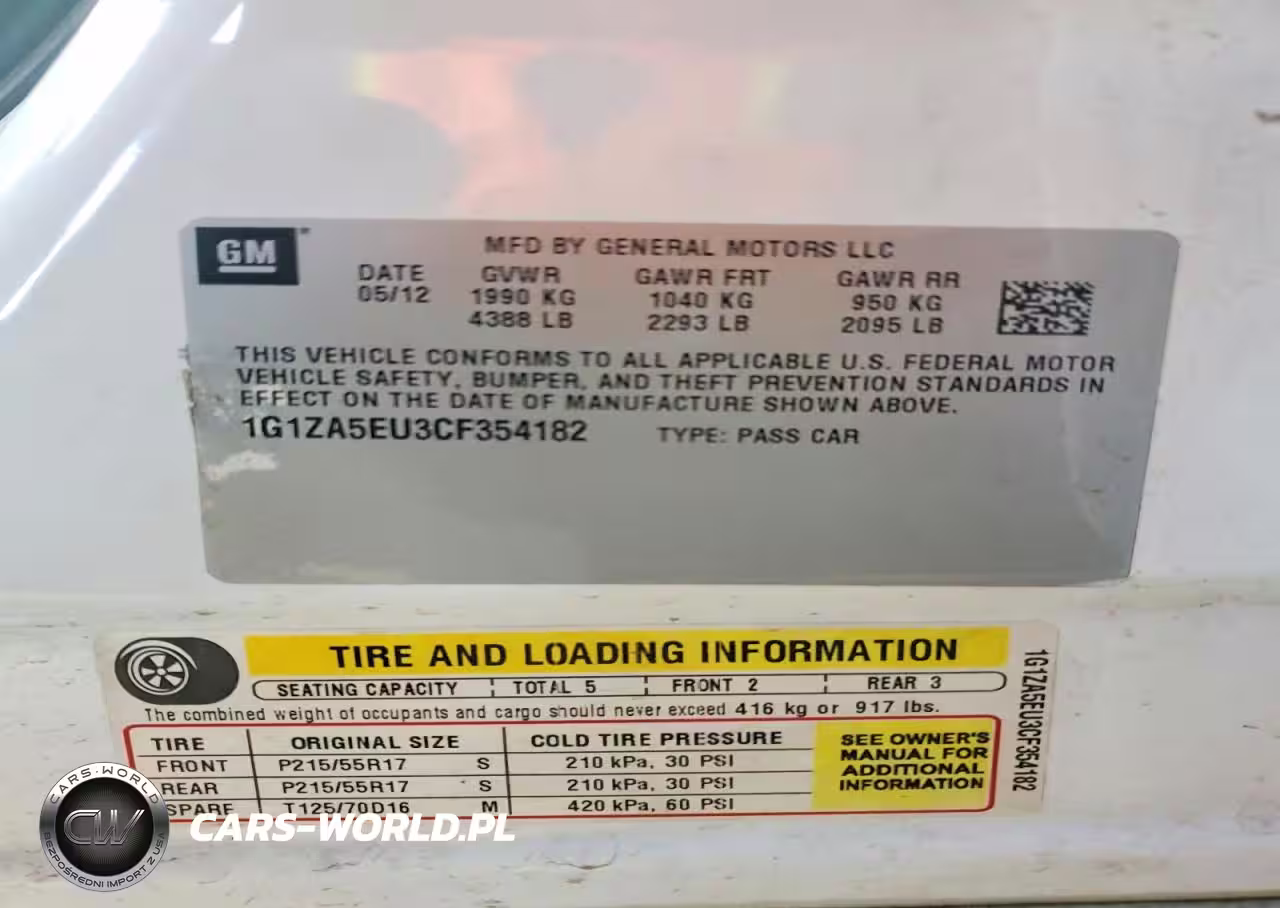 GM
MFD BY GENERAL MOTORS LLC
DATE GVWR GAWR FRT GAWR RR
05/12 1990 KG 1040 KG 950 KG
4388 LB 2293 LB 2095 LB
THIS VEHICLE CONFORMS TO ALL APPLICABLE U.S. FEDERAL MOTOR
VEHICLE SAFETY, BUMPER, AND THEFT PREVENTION STANDARDS IN
EFFECT ON THE DATE OF MANUFACTURE SHOWN ABOVE.
1G1ZA5EU3CF354182 TYPE: PASS CAR
TIRE AND LOADING INFORMATION
SEATING CAPACITY TOTAL 5 FRONT 2 REAR 3
The combined weight of occupants and cargo should never exceed 416 kg or 917 lbs.
TIRE ORIGINAL SIZE COLD TIRE PRESSURE
FRONT P215/55R17 S 210 kPa, 30 PSI
REAR P215/55R17 S 210 kPa, 30 PSI
SPARE T125/70D16 M 420 kPa, 60 PSI
SEE OWNER'S
MANUAL FOR
ADDITIONAL
INFORMATION
1G1ZA5EU3CF354182
CARS-WORLD
CW
BEZPOŚREDNI IMPORT Z USA
CARS-WORLD.PL